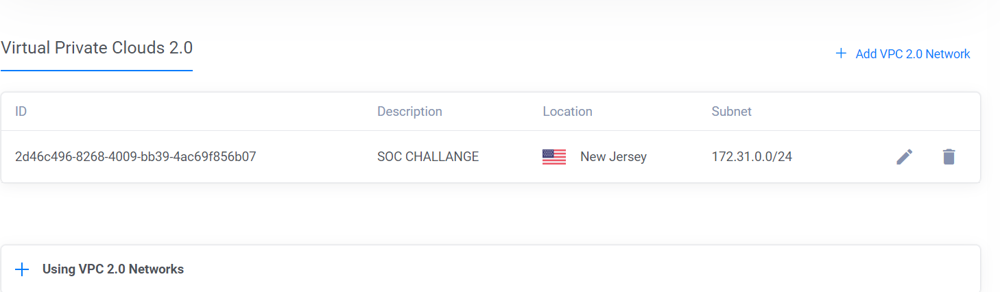 Virtual Private Clouds 2.0
Add VPC 2.0 Network
ID Description Location Subnet
2d46c496-8268-4009-bb39-4ac69f856b07 SOC CHALLANGE New Jersey 172.31.0.0/24
Using VPC 2.0 Networks